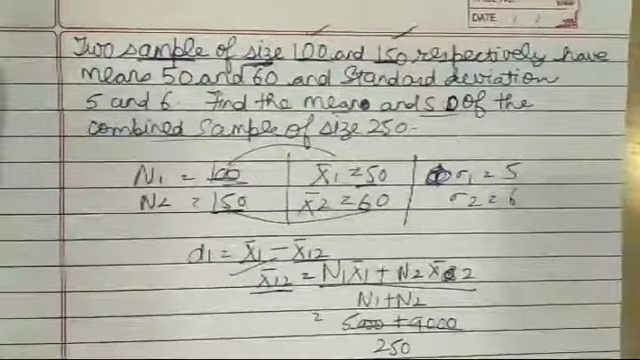 DATE
Two sample of size 100 and 150 respectively have
means 50 and 60 and Standard deviation
5 and 6. Find the mean and S.D of the
combined Sample of size 250.
N1 = 100 X̄1 = 50 σ1 = 5
N2 = 150 X̄2 = 60 σ2 = 6
d1 = X̄1 - X̄12
X̄12 = N1X̄1 + N2X̄2
N1+N2
= 5000 + 9000
250